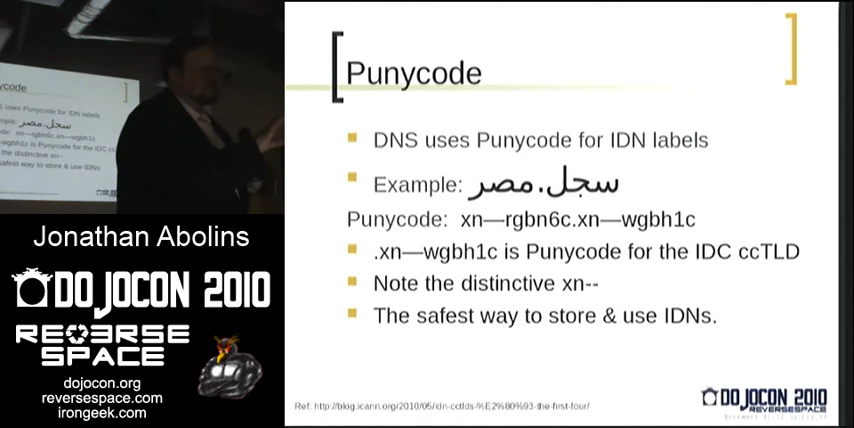 Punycode
DNS uses Punycode for IDN labels
Example: سجل.مصر
Punycode: xn—rgbn6c.xn—wgbh1c
.xn—wgbh1c is Punycode for the IDC ccTLD
Note the distinctive xn--
The safest way to store & use IDNs.
Ref: http://blog.icann.org/2010/05/idn-cctlds-%E2%80%93-the-first-four/
DOJOCON 2010
REVERSESPACE
Jonathan Abolins
DOJOCON 2010
REVERSE
SPACE
dojocon.org
reversespace.com
irongeek.com